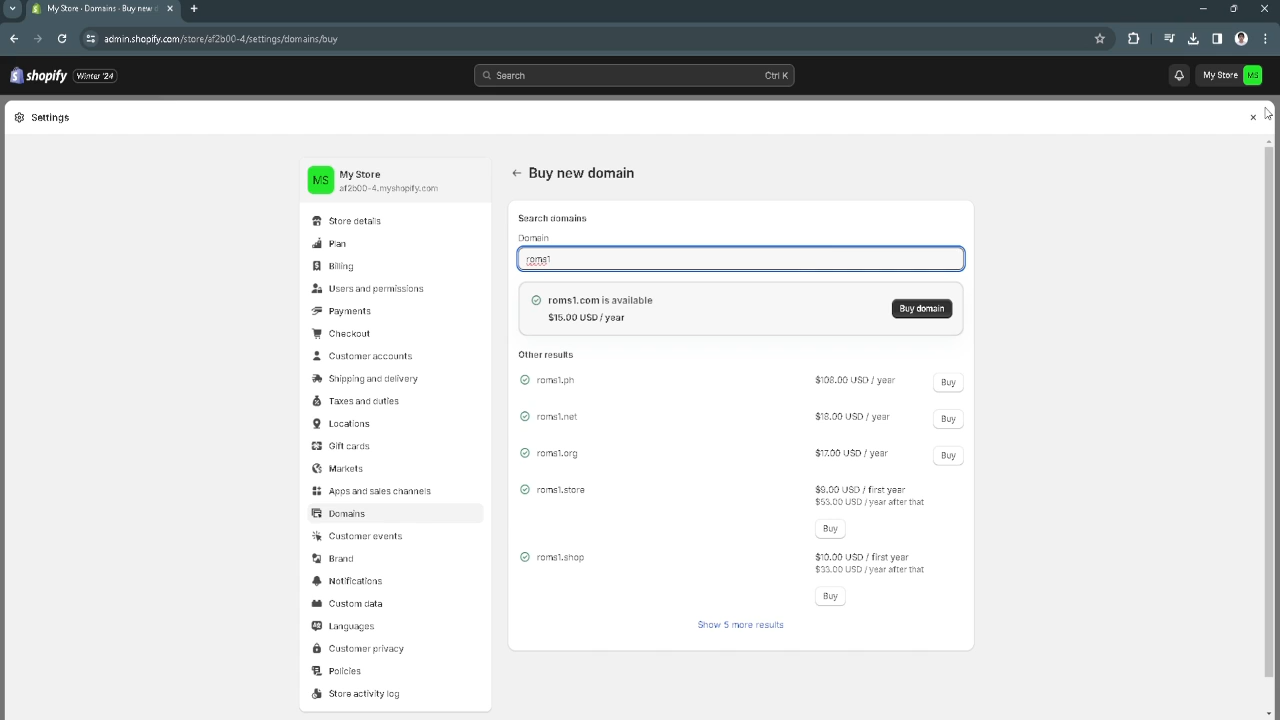 My Store · Domains · Buy new d
admin.shopify.com/store/af2b00-4/settings/domains/buy
shopify Winter '24 Search Ctrl K My Store MS
Settings
MS My Store
af2b00-4.myshopify.com
Store details
Plan
Billing
Users and permissions
Payments
Checkout
Customer accounts
Shipping and delivery
Taxes and duties
Locations
Gift cards
Markets
Apps and sales channels
Domains
Customer events
Brand
Notifications
Custom data
Languages
Customer privacy
Policies
Store activity log
Buy new domain
Search domains
Domain
roms1
roms1.com is available
$15.00 USD / year
Buy domain
Other results
roms1.ph $108.00 USD / year Buy
roms1.net $18.00 USD / year Buy
roms1.org $17.00 USD / year Buy
roms1.store $9.00 USD / first year
$53.00 USD / year after that
Buy
roms1.shop $10.00 USD / first year
$33.00 USD / year after that
Buy
Show 5 more results